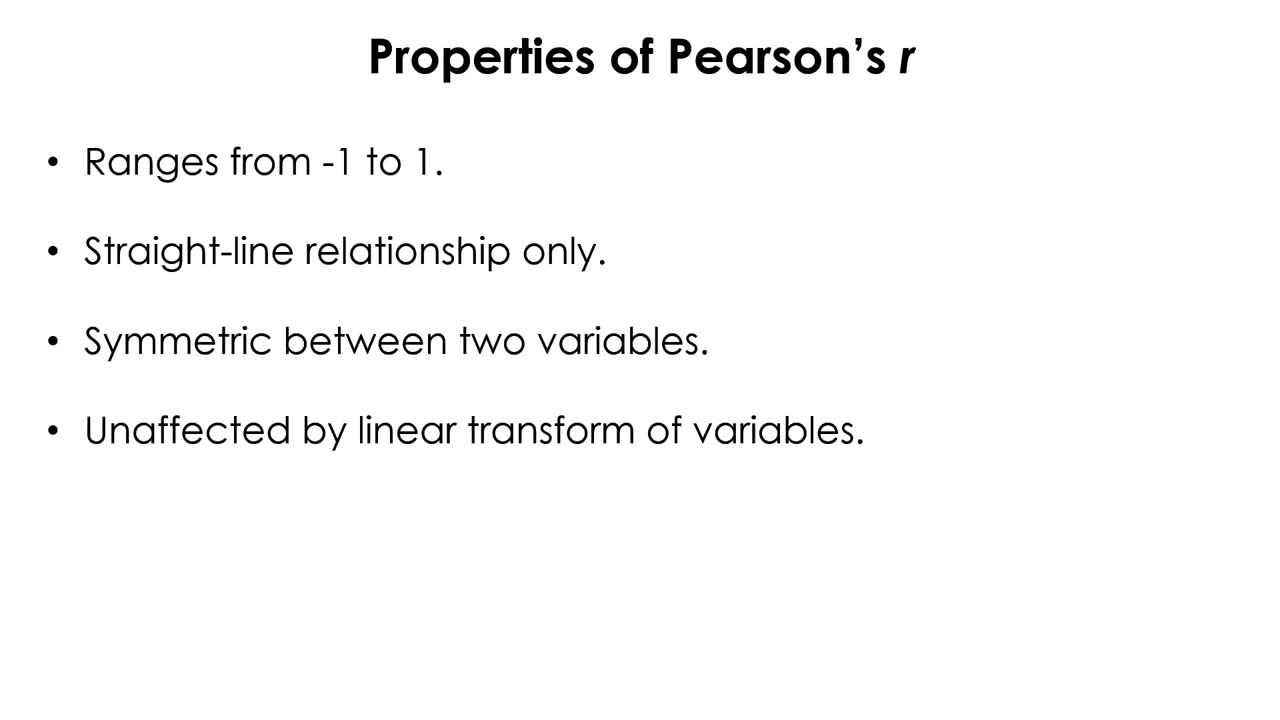 Properties of Pearson’s r
• Ranges from -1 to 1.
• Straight-line relationship only.
• Symmetric between two variables.
• Unaffected by linear transform of variables.